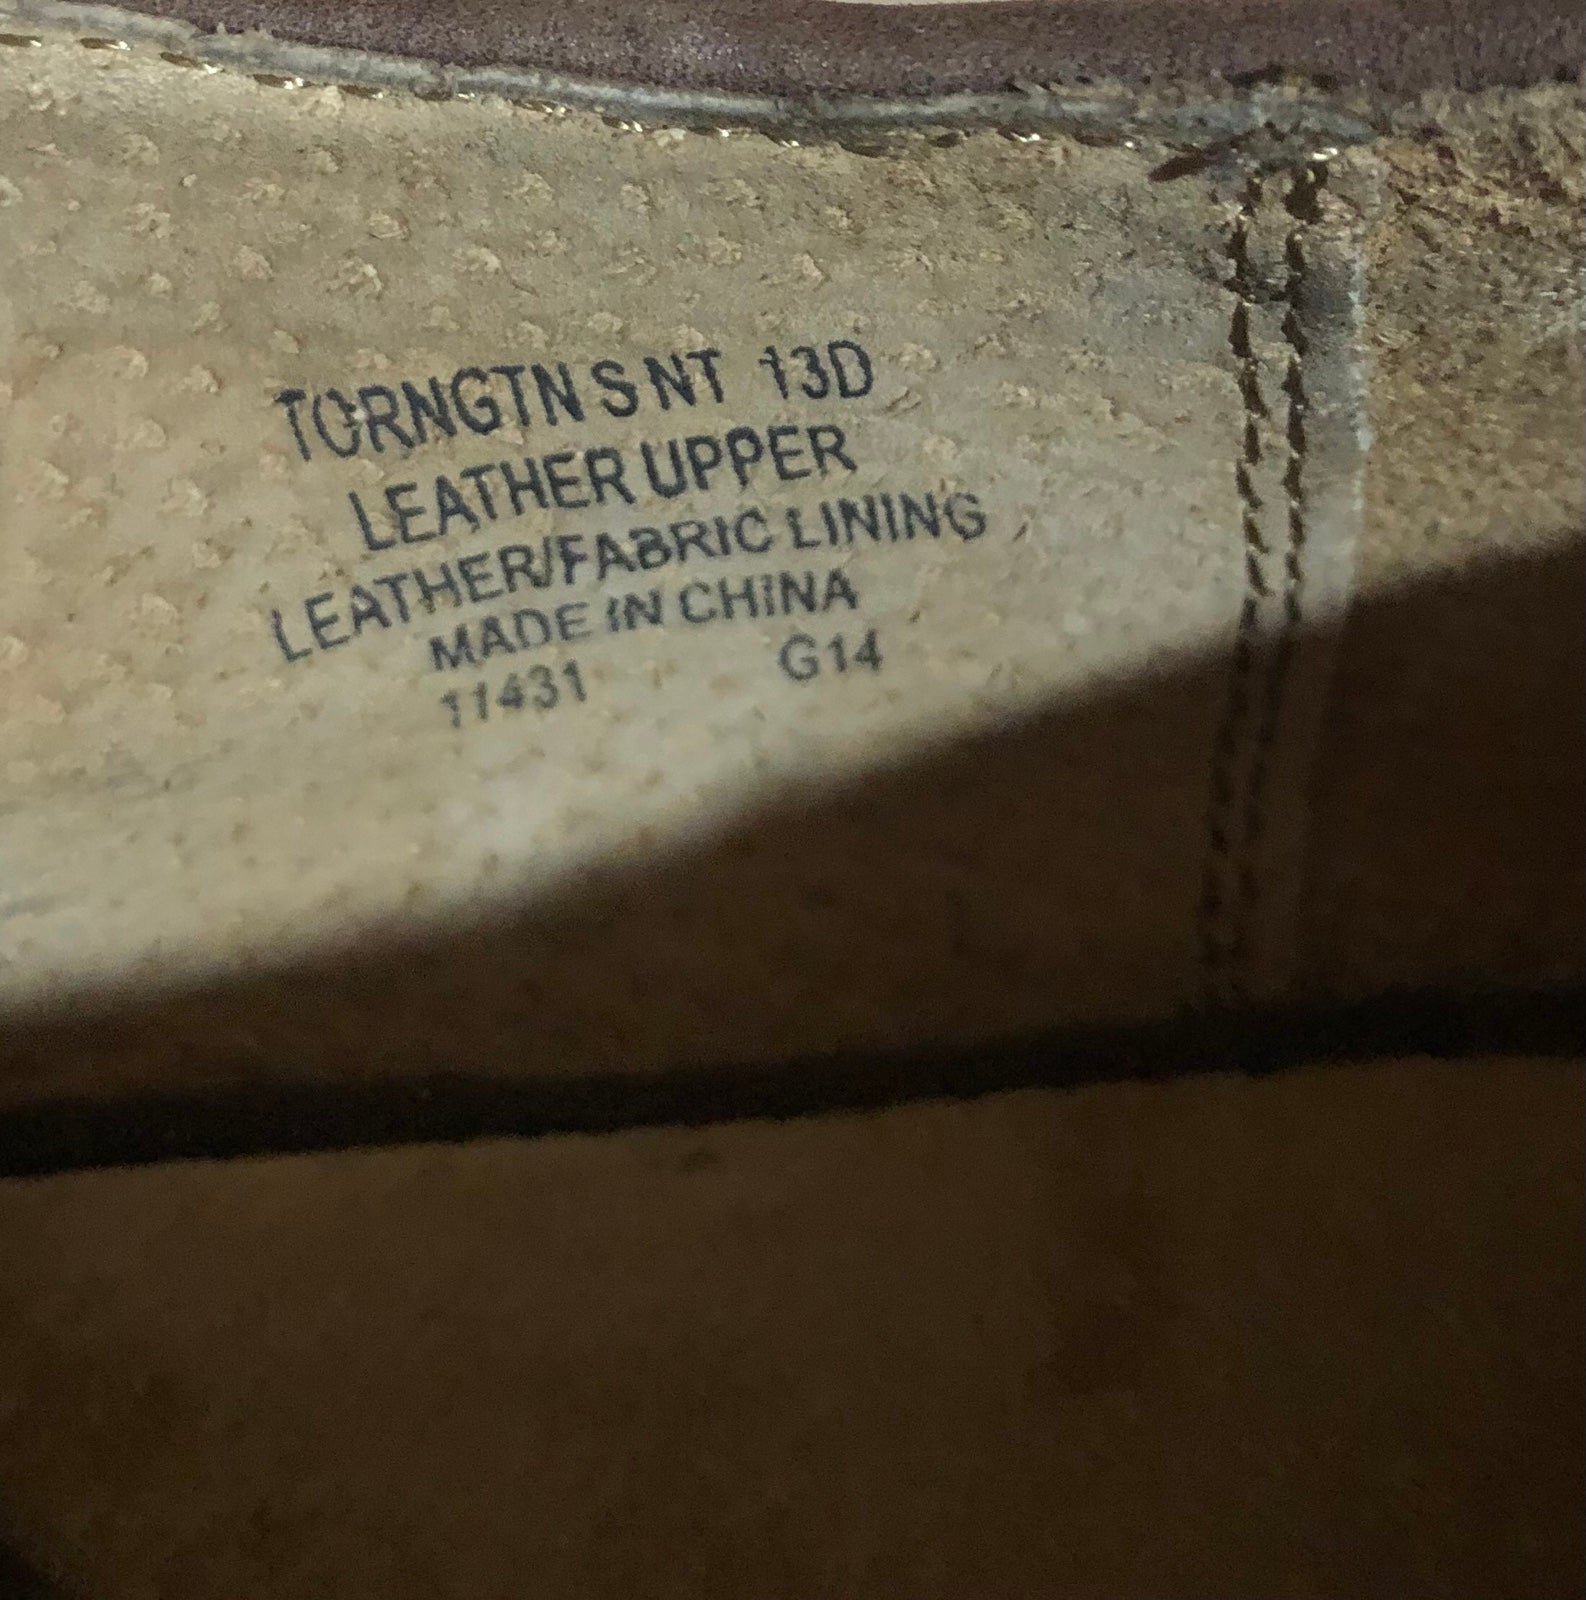 TORNGTN S NT 13D
LEATHER UPPER
LEATHER/FABRIC LINING
MADE IN CHINA
11431 G14